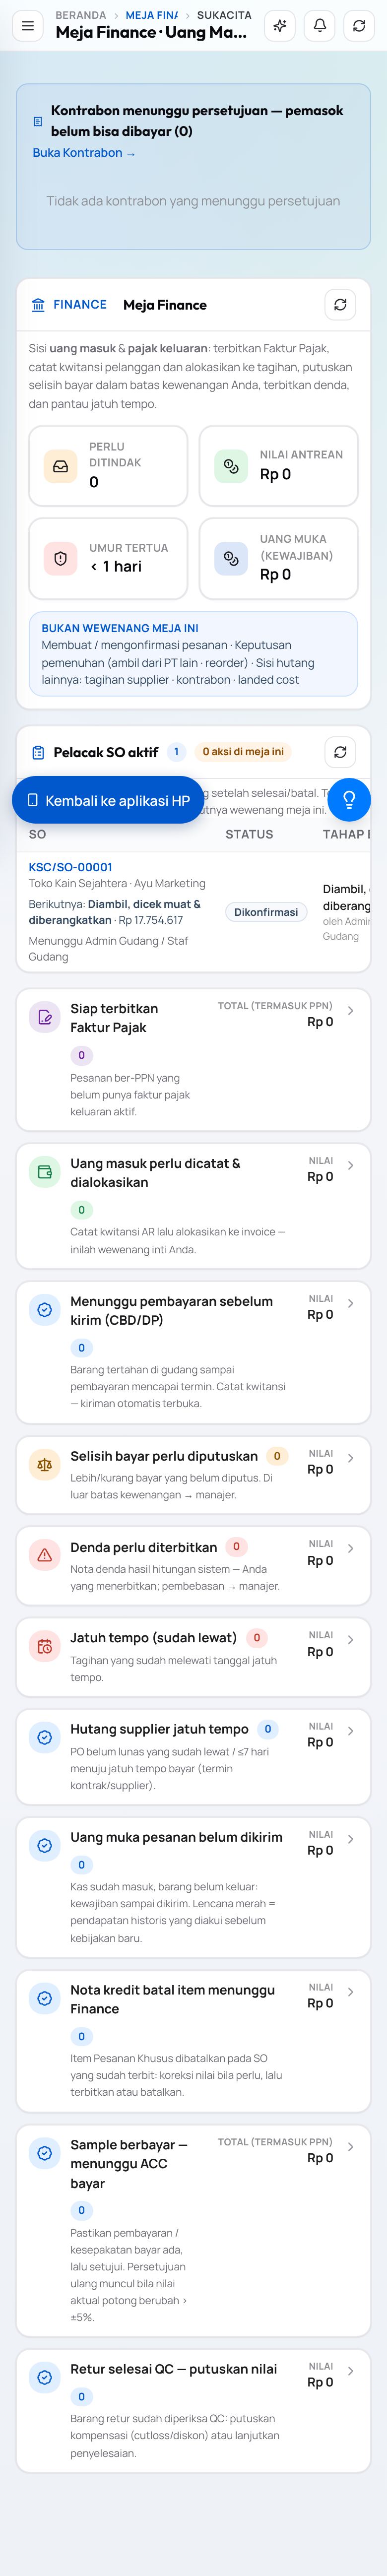 BERANDA > MEJA FINA > SUKACITA
Meja Finance · Uang Ma...
Kontrabon menunggu persetujuan — pemasok
belum bisa dibayar (0)
Buka Kontrabon →
Tidak ada kontrabon yang menunggu persetujuan
FINANCE Meja Finance
Sisi uang masuk & pajak keluaran: terbitkan Faktur Pajak,
catat kwitansi pelanggan dan alokasikan ke tagihan, putuskan
selisih bayar dalam batas kewenangan Anda, terbitkan denda,
dan pantau jatuh tempo.
PERLU
DITINDAK
0
NILAI ANTREAN
Rp 0
UMUR TERTUA
< 1 hari
UANG MUKA
(KEWAJIBAN)
Rp 0
BUKAN WEWENANG MEJA INI
Membuat / mengonfirmasi pesanan · Keputusan
pemenuhan (ambil dari PT lain · reorder) · Sisi hutang
lainnya: tagihan supplier · kontrabon · landed cost
Pelacak SO aktif 1 0 aksi di meja ini
setelah selesai/batal.
Kembali ke aplikasi HP
wewenang meja ini.
SO STATUS TAHAP
KSC/SO-00001
Toko Kain Sejahtera · Ayu Marketing
Berikutnya: Diambil, dicek muat &
diberangkatkan · Rp 17.754.617
Menunggu Admin Gudang / Staf
Gudang
Dikonfirmasi
Diambil,
diberang
oleh Admin
Gudang
Siap terbitkan
Faktur Pajak
0
Pesanan ber-PPN yang
belum punya faktur pajak
keluaran aktif.
TOTAL (TERMASUK PPN)
Rp 0
Uang masuk perlu dicatat &
dialokasikan
0
Catat kwitansi AR lalu alokasikan ke invoice —
inilah wewenang inti Anda.
NILAI
Rp 0
Menunggu pembayaran sebelum
kirim (CBD/DP)
0
Barang tertahan di gudang sampai
pembayaran mencapai termin. Catat kwitansi
— kiriman otomatis terbuka.
NILAI
Rp 0
Selisih bayar perlu diputuskan 0
Lebih/kurang bayar yang belum diputus. Di
luar batas kewenangan → manajer.
NILAI
Rp 0
Denda perlu diterbitkan 0
Nota denda hasil hitungan sistem — Anda
yang menerbitkan; pembebasan → manajer.
NILAI
Rp 0
Jatuh tempo (sudah lewat) 0
Tagihan yang sudah melewati tanggal jatuh
tempo.
NILAI
Rp 0
Hutang supplier jatuh tempo 0
PO belum lunas yang sudah lewat / ≤7 hari
menuju jatuh tempo bayar (termin
kontrak/supplier).
NILAI
Rp 0
Uang muka pesanan belum dikirim
0
Kas sudah masuk, barang belum keluar:
kewajiban sampai dikirim. Lencana merah =
pendapatan historis yang diakui sebelum
kebijakan baru.
NILAI
Rp 0
Nota kredit batal item menunggu
Finance
0
Item Pesanan Khusus dibatalkan pada SO
yang sudah terbit: koreksi nilai bila perlu, lalu
terbitkan atau batalkan.
NILAI
Rp 0
Sample berbayar —
menunggu ACC
bayar
0
Pastikan pembayaran /
kesepakatan bayar ada,
lalu setujui. Persetujuan
ulang muncul bila nilai
aktual potong berubah >
±5%.
TOTAL (TERMASUK PPN)
Rp 0
Retur selesai QC — putuskan nilai
0
Barang retur sudah diperiksa QC: putuskan
kompensasi (cutloss/diskon) atau lanjutkan
penyelesaian.
NILAI
Rp 0